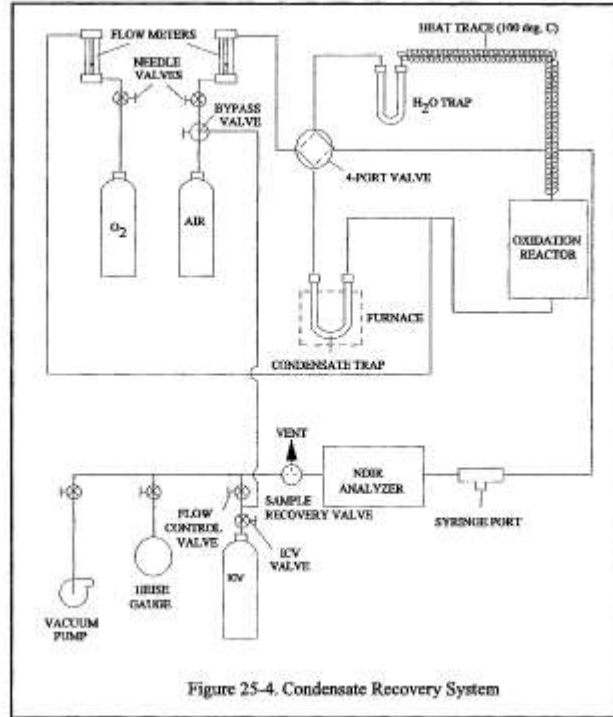 HEAT TRACE (100 deg, C)
FLOW METERS
NEEDLE
VALVES
H2O TRAP
BYPASS
VALVE
4-PORT VALVE
O2
AIR
OXIDATION
REACTOR
FURNACE
CONDENSATE TRAP
VENT
NDIR
ANALYZER
SAMPLE
RECOVERY VALVE
FLOW
CONTROL
VALVE
SYRINGE PORT
ICV
VALVE
ICV
HEISE
GAUGE
VACUUM
PUMP
Figure 25-4. Condensate Recovery System